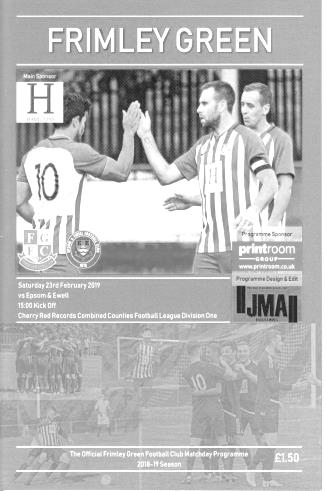 FRIMLEY GREEN
Main Sponsor
H
10
F G
F C
Programme Sponsor
printroom
GROUP
www.printroom.co.uk
Programme Design & Edit
JMA
Saturday 23rd February 2019
vs Epsom & Ewell
15:00 Kick Off
Cherry Red Records Combined Counties Football League Division One
10
The Official Frimley Green Football Club Matchday Programme
2018-19 Season
£1.50